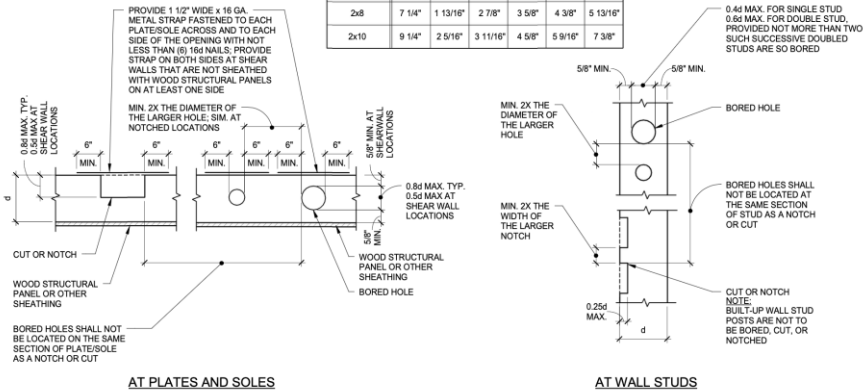 PROVIDE 1 1/2" WIDE x 16 GA.
METAL STRAP FASTENED TO EACH
PLATE/SOLE ACROSS AND TO EACH
SIDE OF THE OPENING WITH NOT
LESS THAN (6) 16d NAILS; PROVIDE
STRAP ON BOTH SIDES AT SHEAR
WALLS THAT ARE NOT SHEATHED
WITH WOOD STRUCTURAL PANELS
ON AT LEAST ONE SIDE
2x8 7 1/4" 1 13/16" 2 7/8" 3 5/8" 4 3/8" 5 13/16"
2x10 9 1/4" 2 5/16" 3 11/16" 4 5/8" 5 9/16" 7 3/8"
MIN. 2X THE DIAMETER OF
THE LARGER HOLE; SIM. AT
NOTCHED LOCATIONS
0.8d MAX. TYP.
0.5d MAX AT
SHEAR WALL
LOCATIONS
6" 6" 6" 6" 6" 6"
MIN. MIN. MIN. MIN. MIN. MIN.
5/8" MIN. AT
SHEARWALL
LOCATIONS
d
0.8d MAX. TYP.
0.5d MAX AT
SHEAR WALL
LOCATIONS
5/8"
MIN.
CUT OR NOTCH
WOOD STRUCTURAL
PANEL OR OTHER
SHEATHING
WOOD STRUCTURAL
PANEL OR OTHER
SHEATHING
BORED HOLE
BORED HOLES SHALL NOT
BE LOCATED ON THE SAME
SECTION OF PLATE/SOLE
AS A NOTCH OR CUT
AT PLATES AND SOLES
0.4d MAX. FOR SINGLE STUD
0.6d MAX. FOR DOUBLE STUD,
PROVIDED NOT MORE THAN TWO
SUCH SUCCESSIVE DOUBLED
STUDS ARE SO BORED
5/8" MIN. 5/8" MIN.
MIN. 2X THE
DIAMETER OF
THE LARGER
HOLE
BORED HOLE
BORED HOLES SHALL
NOT BE LOCATED AT
THE SAME SECTION
OF STUD AS A NOTCH
OR CUT
MIN. 2X THE
WIDTH OF
THE LARGER
NOTCH
CUT OR NOTCH
NOTE:
BUILT-UP WALL STUD
POSTS ARE NOT TO
BE BORED, CUT, OR
NOTCHED
0.25d
MAX.
d
AT WALL STUDS